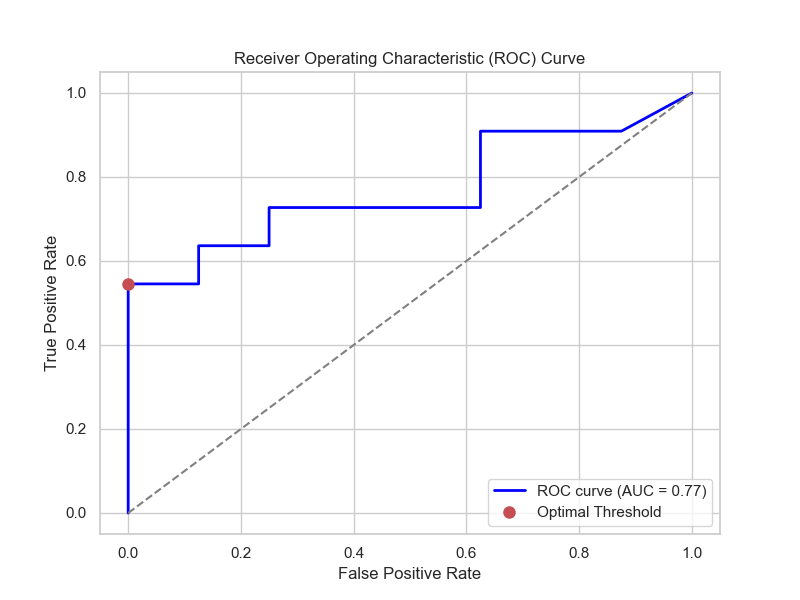 Receiver Operating Characteristic (ROC) Curve
True Positive Rate
1.0
0.8
0.6
0.4
0.2
0.0
0.0 0.2 0.4 0.6 0.8 1.0
False Positive Rate
ROC curve (AUC = 0.77)
Optimal Threshold